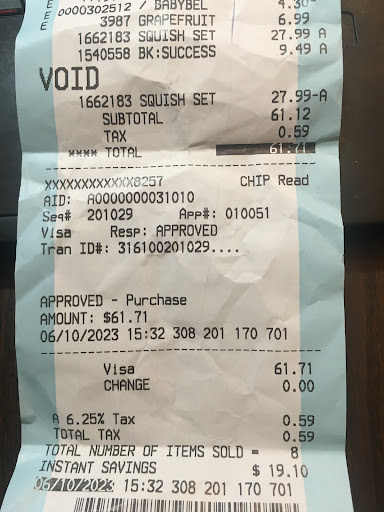 E 0000302512 / BABYBEL 4.30-
E 3987 GRAPEFRUIT 6.99
1662183 SQUISH SET 27.99 A
1540558 BK:SUCCESS 9.49 A
VOID
1662183 SQUISH SET 27.99-A
SUBTOTAL 61.12
TAX 0.59
**** TOTAL 61.71
XXXXXXXXXXXX8257 CHIP Read
AID: A0000000031010
Seq# 201029 App#: 010051
Visa Resp: APPROVED
Tran ID#: 316100201029....
APPROVED - Purchase
AMOUNT: $61.71
06/10/2023 15:32 308 201 170 701
Visa 61.71
CHANGE 0.00
A 6.25% Tax 0.59
TOTAL TAX 0.59
TOTAL NUMBER OF ITEMS SOLD = 8
INSTANT SAVINGS $ 19.10
06/10/2023 15:32 308 201 170 701